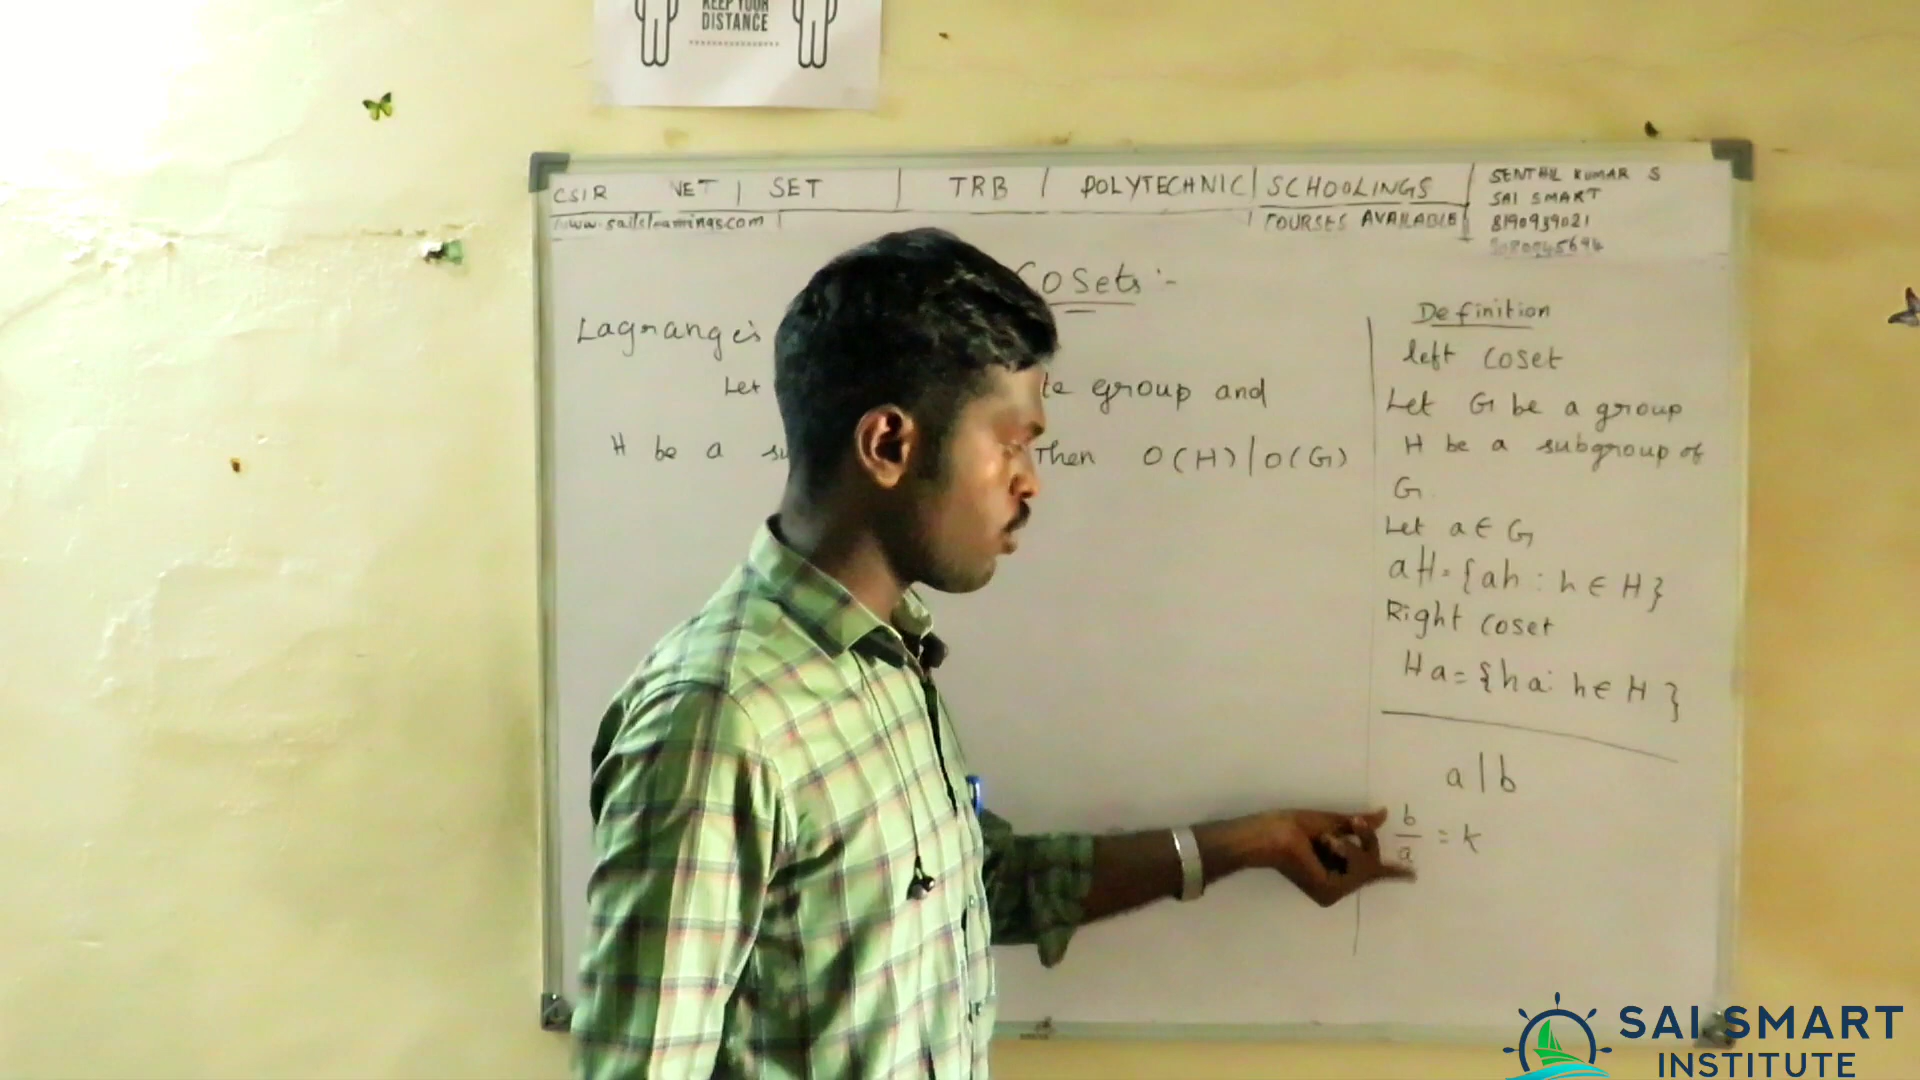 KEEP YOUR
DISTANCE
CSIR NET | SET | TRB | POLYTECHNIC | SCHOOLINGS
COURSES AVAILABLE
SENTHIL KUMAR S
SAI SMART
8190939021
Cosets :-
Lagrange's
Let te group and
H be a su Then O(H) | O(G)
Definition
left coset
Let G be a group
H be a subgroup of
G.
Let a ∈ G
aH = {ah : h ∈ H}
Right coset
Ha = {ha : h ∈ H}
a | b
b/a = k
SAI SMART
INSTITUTE